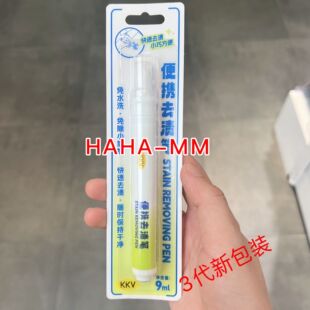 快速去渍
小巧方便
便携去渍笔 STAIN REMOVING PEN
免水洗·免随小
快速去渍·随时保持干净
HAHA-MM
便携去渍笔
STAIN REMOVING PEN
KKV
9ml
3代新包装